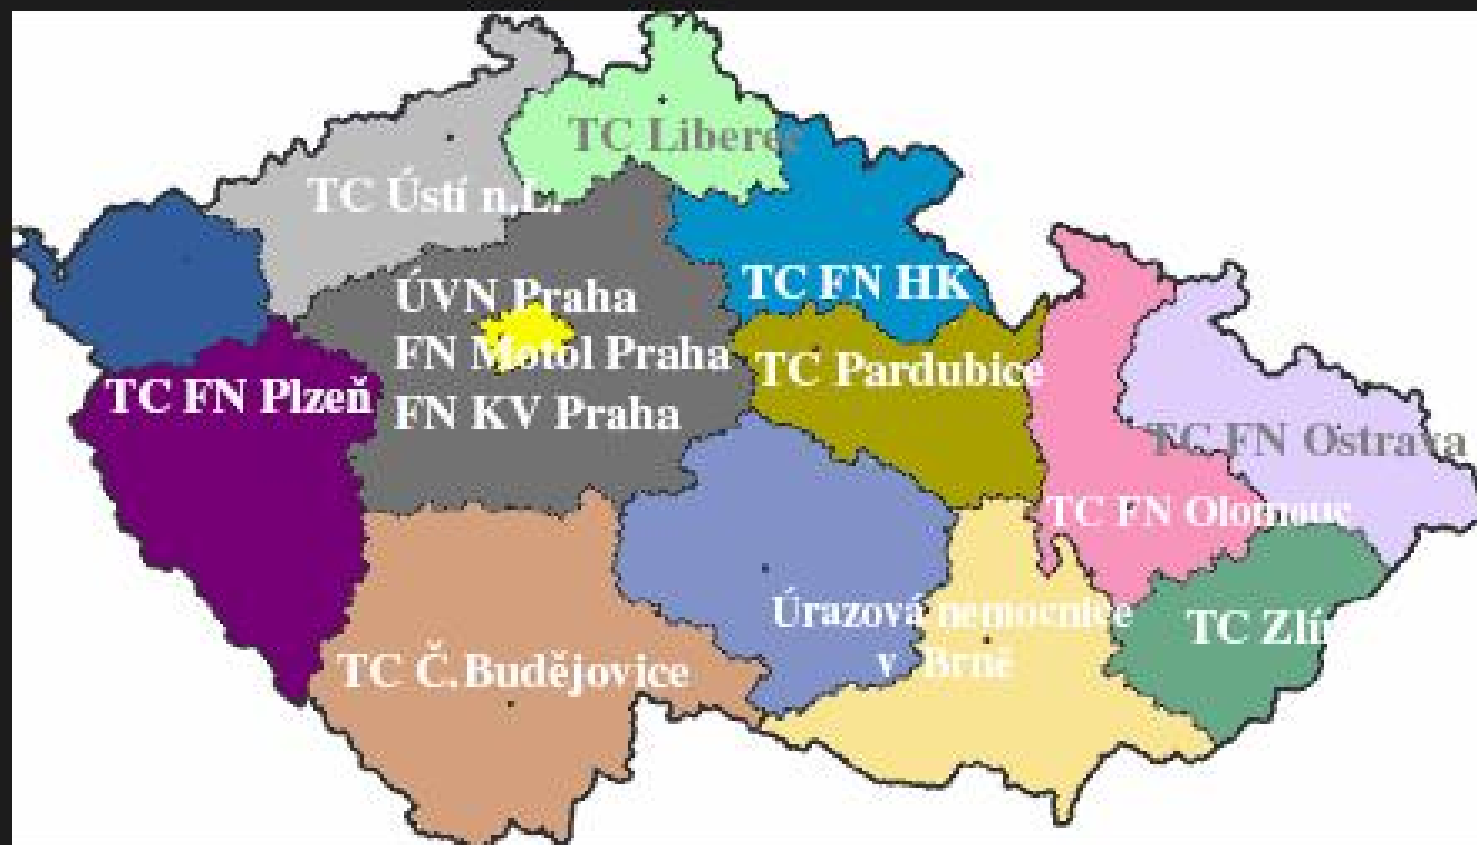 TC Liberec
TC Ústí n.L.
TC FN HK
ÚVN Praha
FN Motol Praha
FN KV Praha
TC Pardubice
TC FN Plzeň
TC FN Ostrava
TC FN Olomouc
Úrazová nemocnice
v Brně
TC Zlí
TC Č.Budějovice